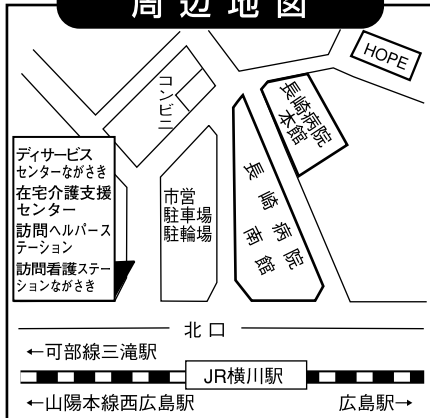 周辺地図
HOPE
コンビニ
長崎病院
本館
ディサービス
センターながさき
在宅介護支援
センター
訪問ヘルパース
テーション
訪問看護ステー
ションながさき
市営
駐車場
駐輪場
長崎病院
南館
北口
←可部線三滝駅
JR横川駅
←山陽本線西広島駅
広島駅→